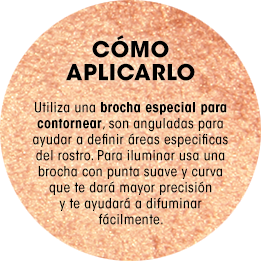 CÓMO
APLICARLO
Utiliza una brocha especial para
contornear, son anguladas para
ayudar a definir áreas especificas
del rostro. Para iluminar usa una
brocha con punta suave y curva
que te dará mayor precisión
y te ayudará a difuminar
fácilmente.